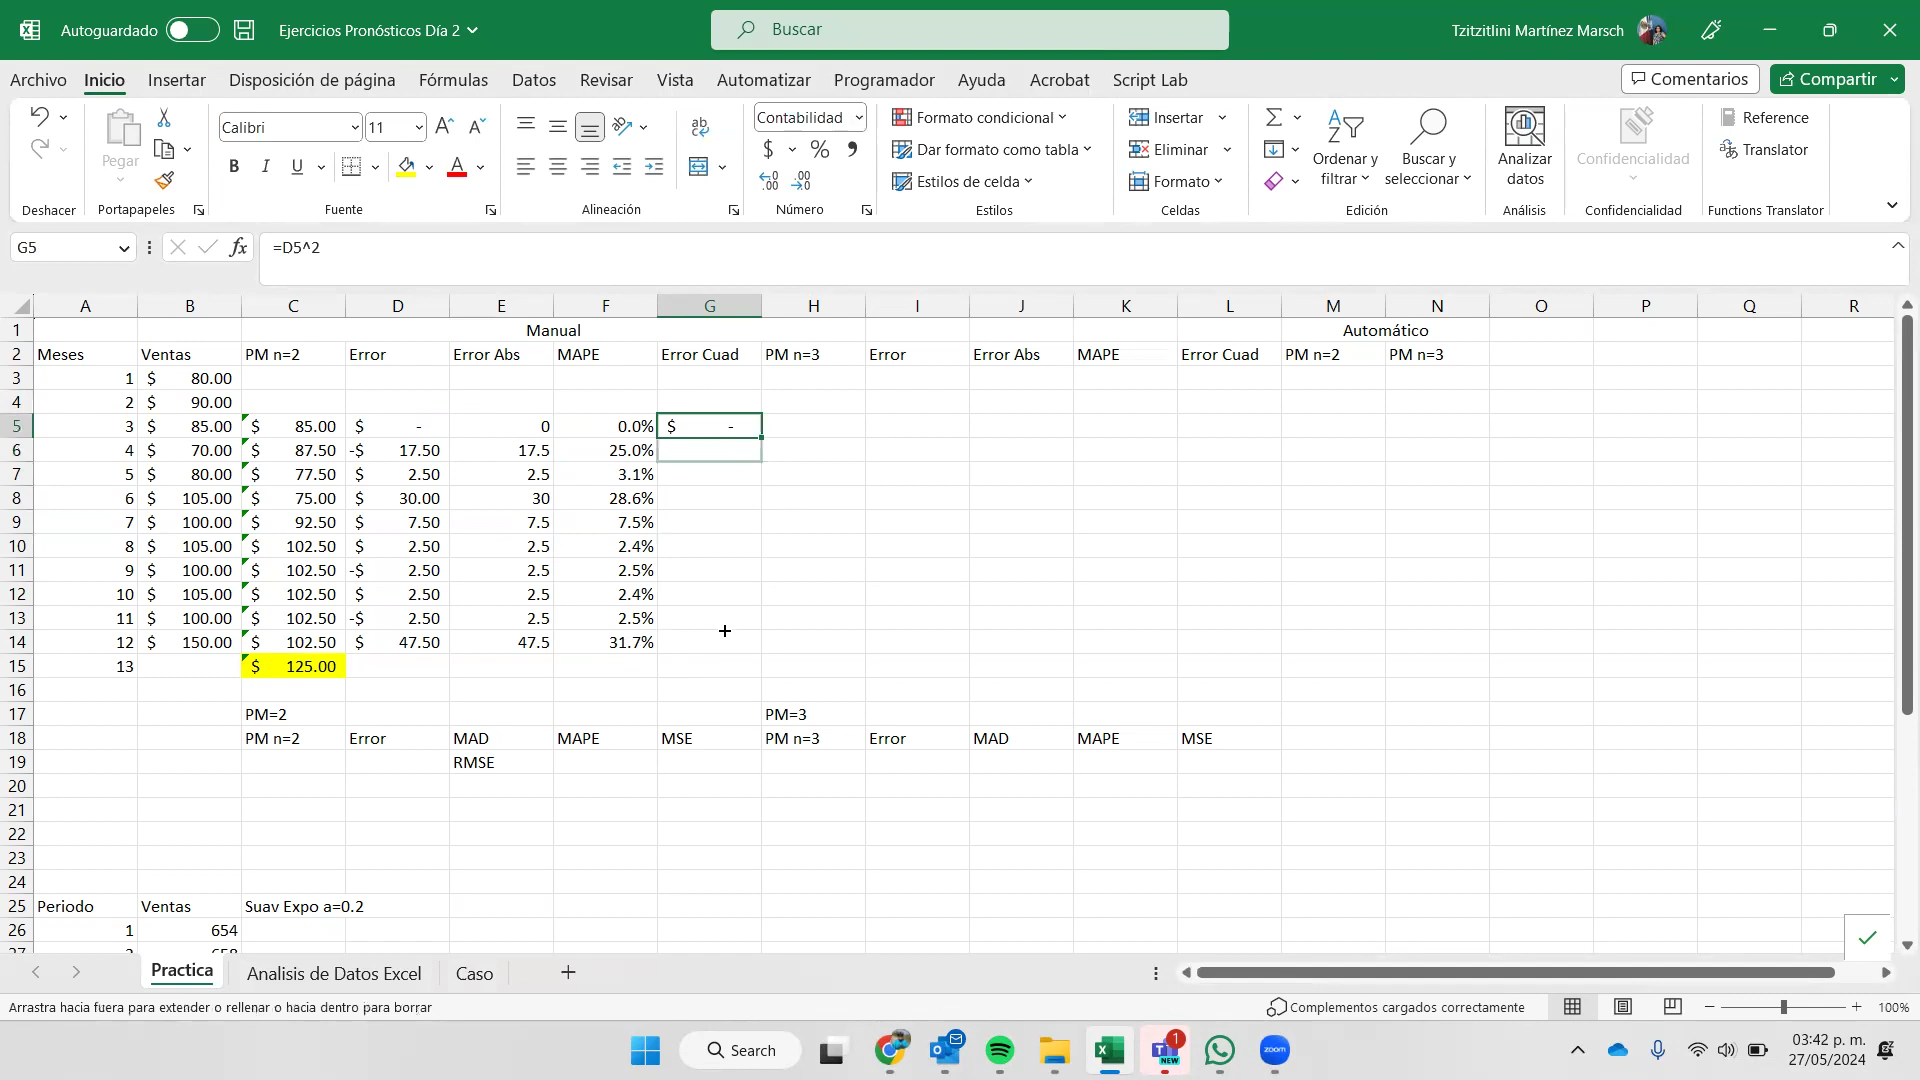 Autoguardado
Ejercicios Pronósticos Día 2
Buscar
Tzitzitlini Martínez Marsch
Archivo Inicio Insertar Disposición de página Fórmulas Datos Revisar Vista Automatizar Programador Ayuda Acrobat Script Lab
Comentarios Compartir
Pegar
Calibri 11
Contabilidad
Formato condicional
Dar formato como tabla
Estilos de celda
Insertar
Eliminar
Formato
Ordenar y filtrar
Buscar y seleccionar
Analizar datos
Confidencialidad
Reference
Translator
Deshacer Portapapeles Fuente Alineación Número Estilos Celdas Edición Análisis Confidencialidad Functions Translator
G5 fx =D5^2
A B C D E F G H I J K L M N O P Q R
1 Manual Automático
2 Meses Ventas PM n=2 Error Error Abs MAPE Error Cuad PM n=3 Error Error Abs MAPE Error Cuad PM n=2 PM n=3
3 1 $ 80.00
4 2 $ 90.00
5 3 $ 85.00 $ 85.00 $ - 0 0.0% $ -
6 4 $ 70.00 $ 87.50 -$ 17.50 17.5 25.0%
7 5 $ 80.00 $ 77.50 $ 2.50 2.5 3.1%
8 6 $ 105.00 $ 75.00 $ 30.00 30 28.6%
9 7 $ 100.00 $ 92.50 $ 7.50 7.5 7.5%
10 8 $ 105.00 $ 102.50 $ 2.50 2.5 2.4%
11 9 $ 100.00 $ 102.50 -$ 2.50 2.5 2.5%
12 10 $ 105.00 $ 102.50 $ 2.50 2.5 2.4%
13 11 $ 100.00 $ 102.50 -$ 2.50 2.5 2.5%
14 12 $ 150.00 $ 102.50 $ 47.50 47.5 31.7%
15 13 $ 125.00
16
17 PM=2 PM=3
18 PM n=2 Error MAD MAPE MSE PM n=3 Error MAD MAPE MSE
19 RMSE
20
21
22
23
24
25 Periodo Ventas Suav Expo a=0.2
26 1 654
Practica Analisis de Datos Excel Caso
Arrastra hacia fuera para extender o rellenar o hacia dentro para borrar
Complementos cargados correctamente
100%
Search
NEW
1
zoom
03:42 p. m.
27/05/2024